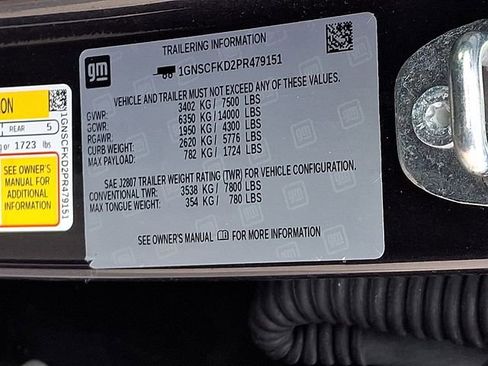 TRAILERING INFORMATION
gm
1GNSCFKD2PR479151
VEHICLE AND TRAILER MUST NOT EXCEED ANY OF THESE VALUES.
GVWR: 3402 KG / 7500 LBS
GCWR: 6350 KG / 14000 LBS
RGAWR: 1950 KG / 4300 LBS
CURB WEIGHT: 2620 KG / 5776 LBS
MAX PAYLOAD: 782 KG / 1724 LBS
SAE J2807 TRAILER WEIGHT RATING (TWR) FOR VEHICLE CONFIGURATION.
CONVENTIONAL TWR: 3538 KG / 7800 LBS
MAX TONGUE WEIGHT: 354 KG / 780 LBS
SEE OWNER'S MANUAL FOR MORE INFORMATION
ION
REAR 5
or 1723 lb)
SEE OWNER'S
MANUAL FOR
ADDITIONAL
INFORMATION
1GNSCFKD2PR479151